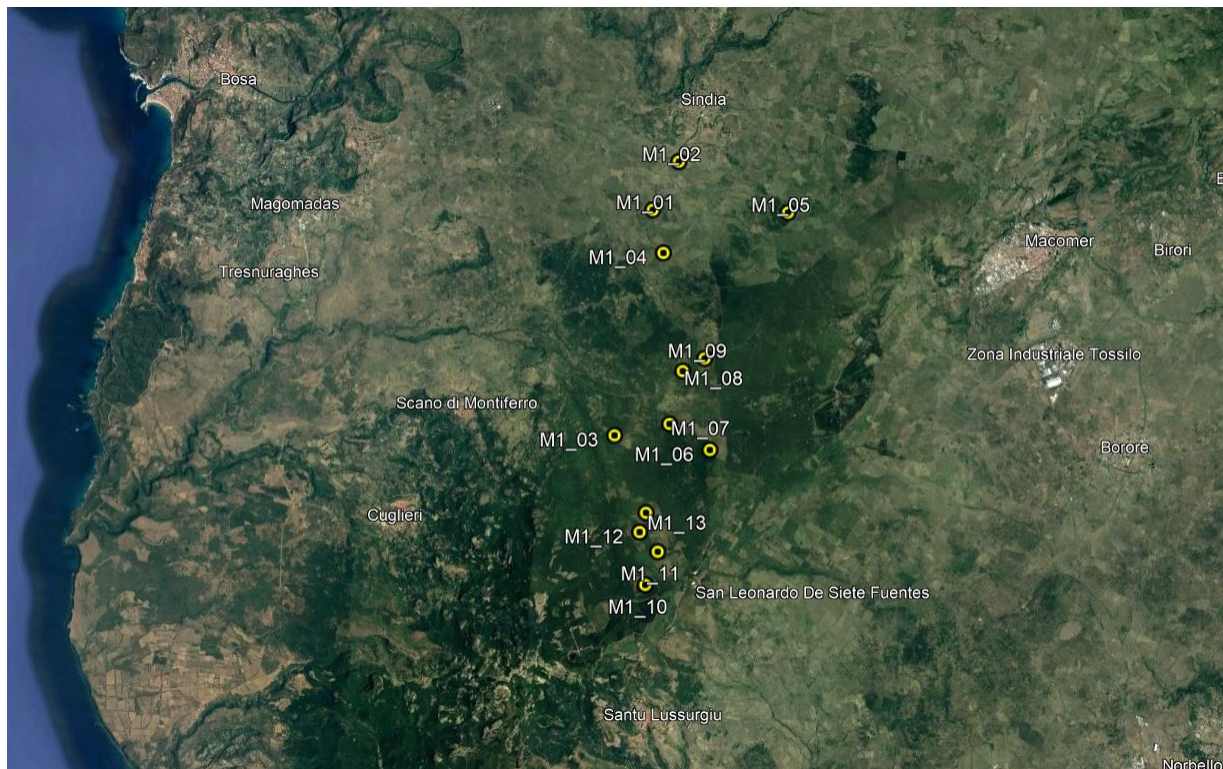 Bosa
Sindia
M1_02
M1_01
M1_05
Magomadas
Macomer
Birori
M1_04
Tresnuraghes
M1_09
Zona Industriale Tossilo
M1_08
Scano di Montiferro
M1_07
M1_03
M1_06
Borore
Cuglieri
M1_13
M1_12
M1_11
San Leonardo De Siete Fuentes
M1_10
Santu Lussurgiu
Norbello